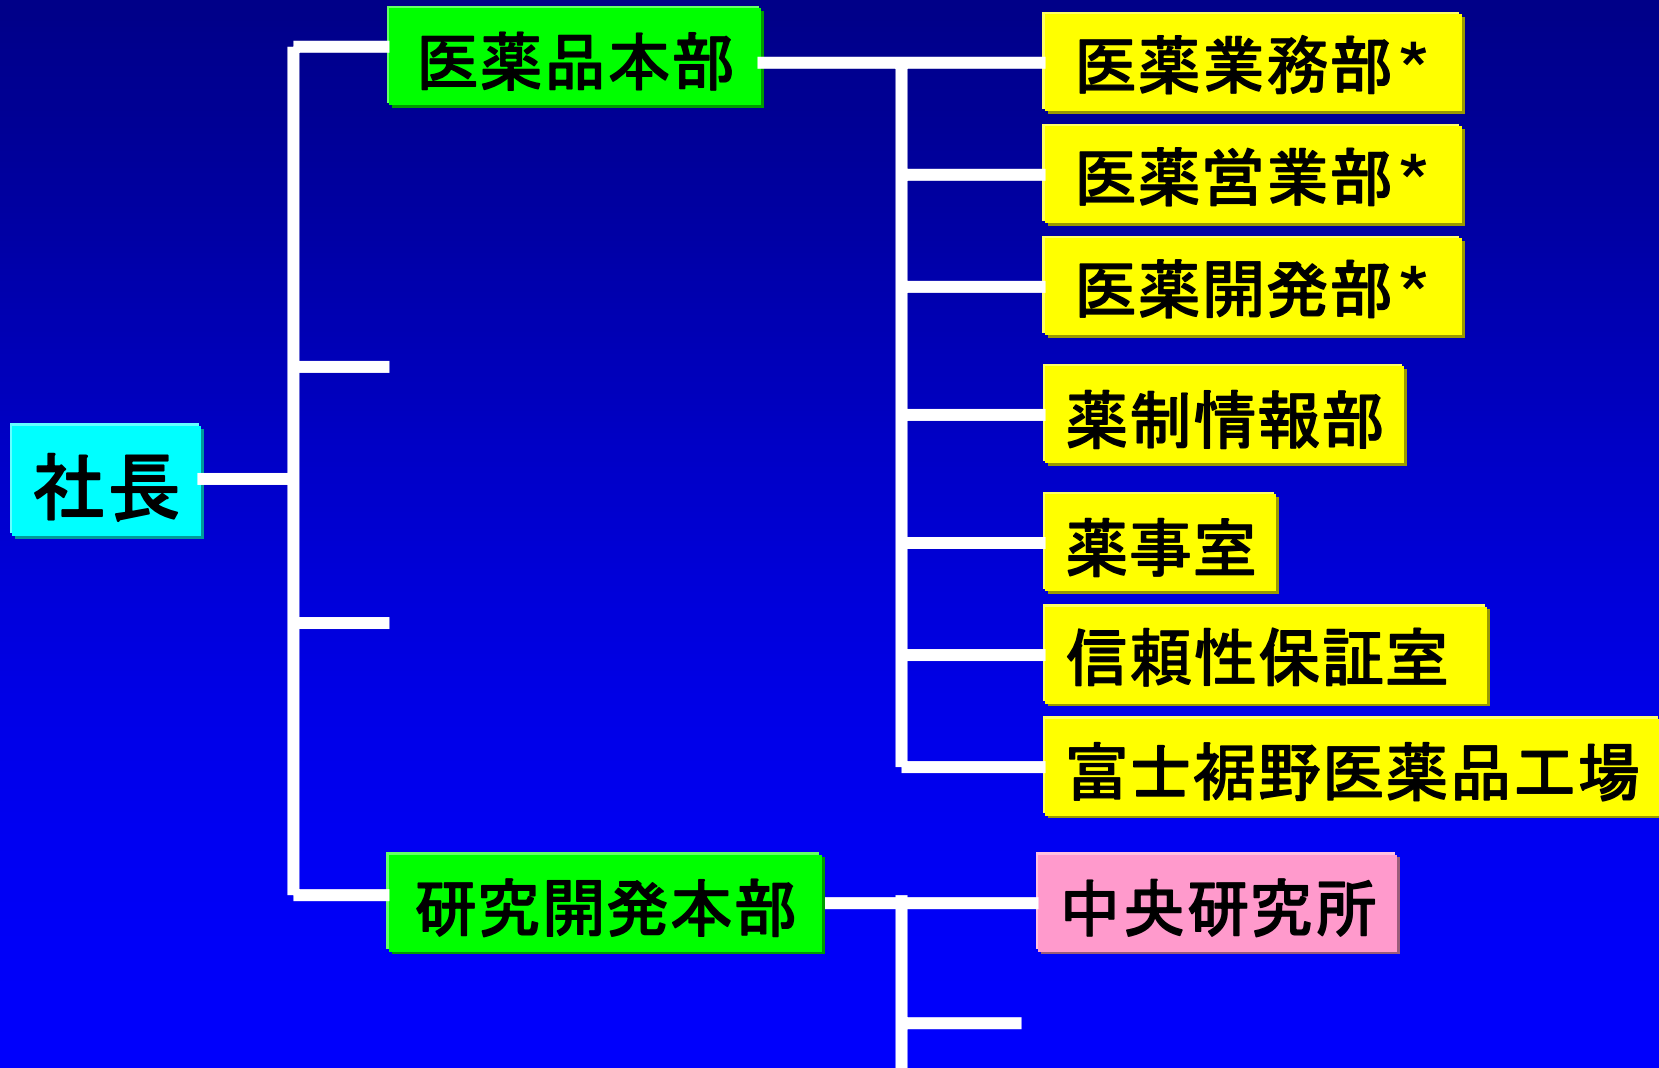 医薬品本部
医薬業務部*
医薬営業部*
医薬開発部*
薬制情報部
社長
薬事室
信頼性保証室
富士裾野医薬品工場
研究開発本部
中央研究所